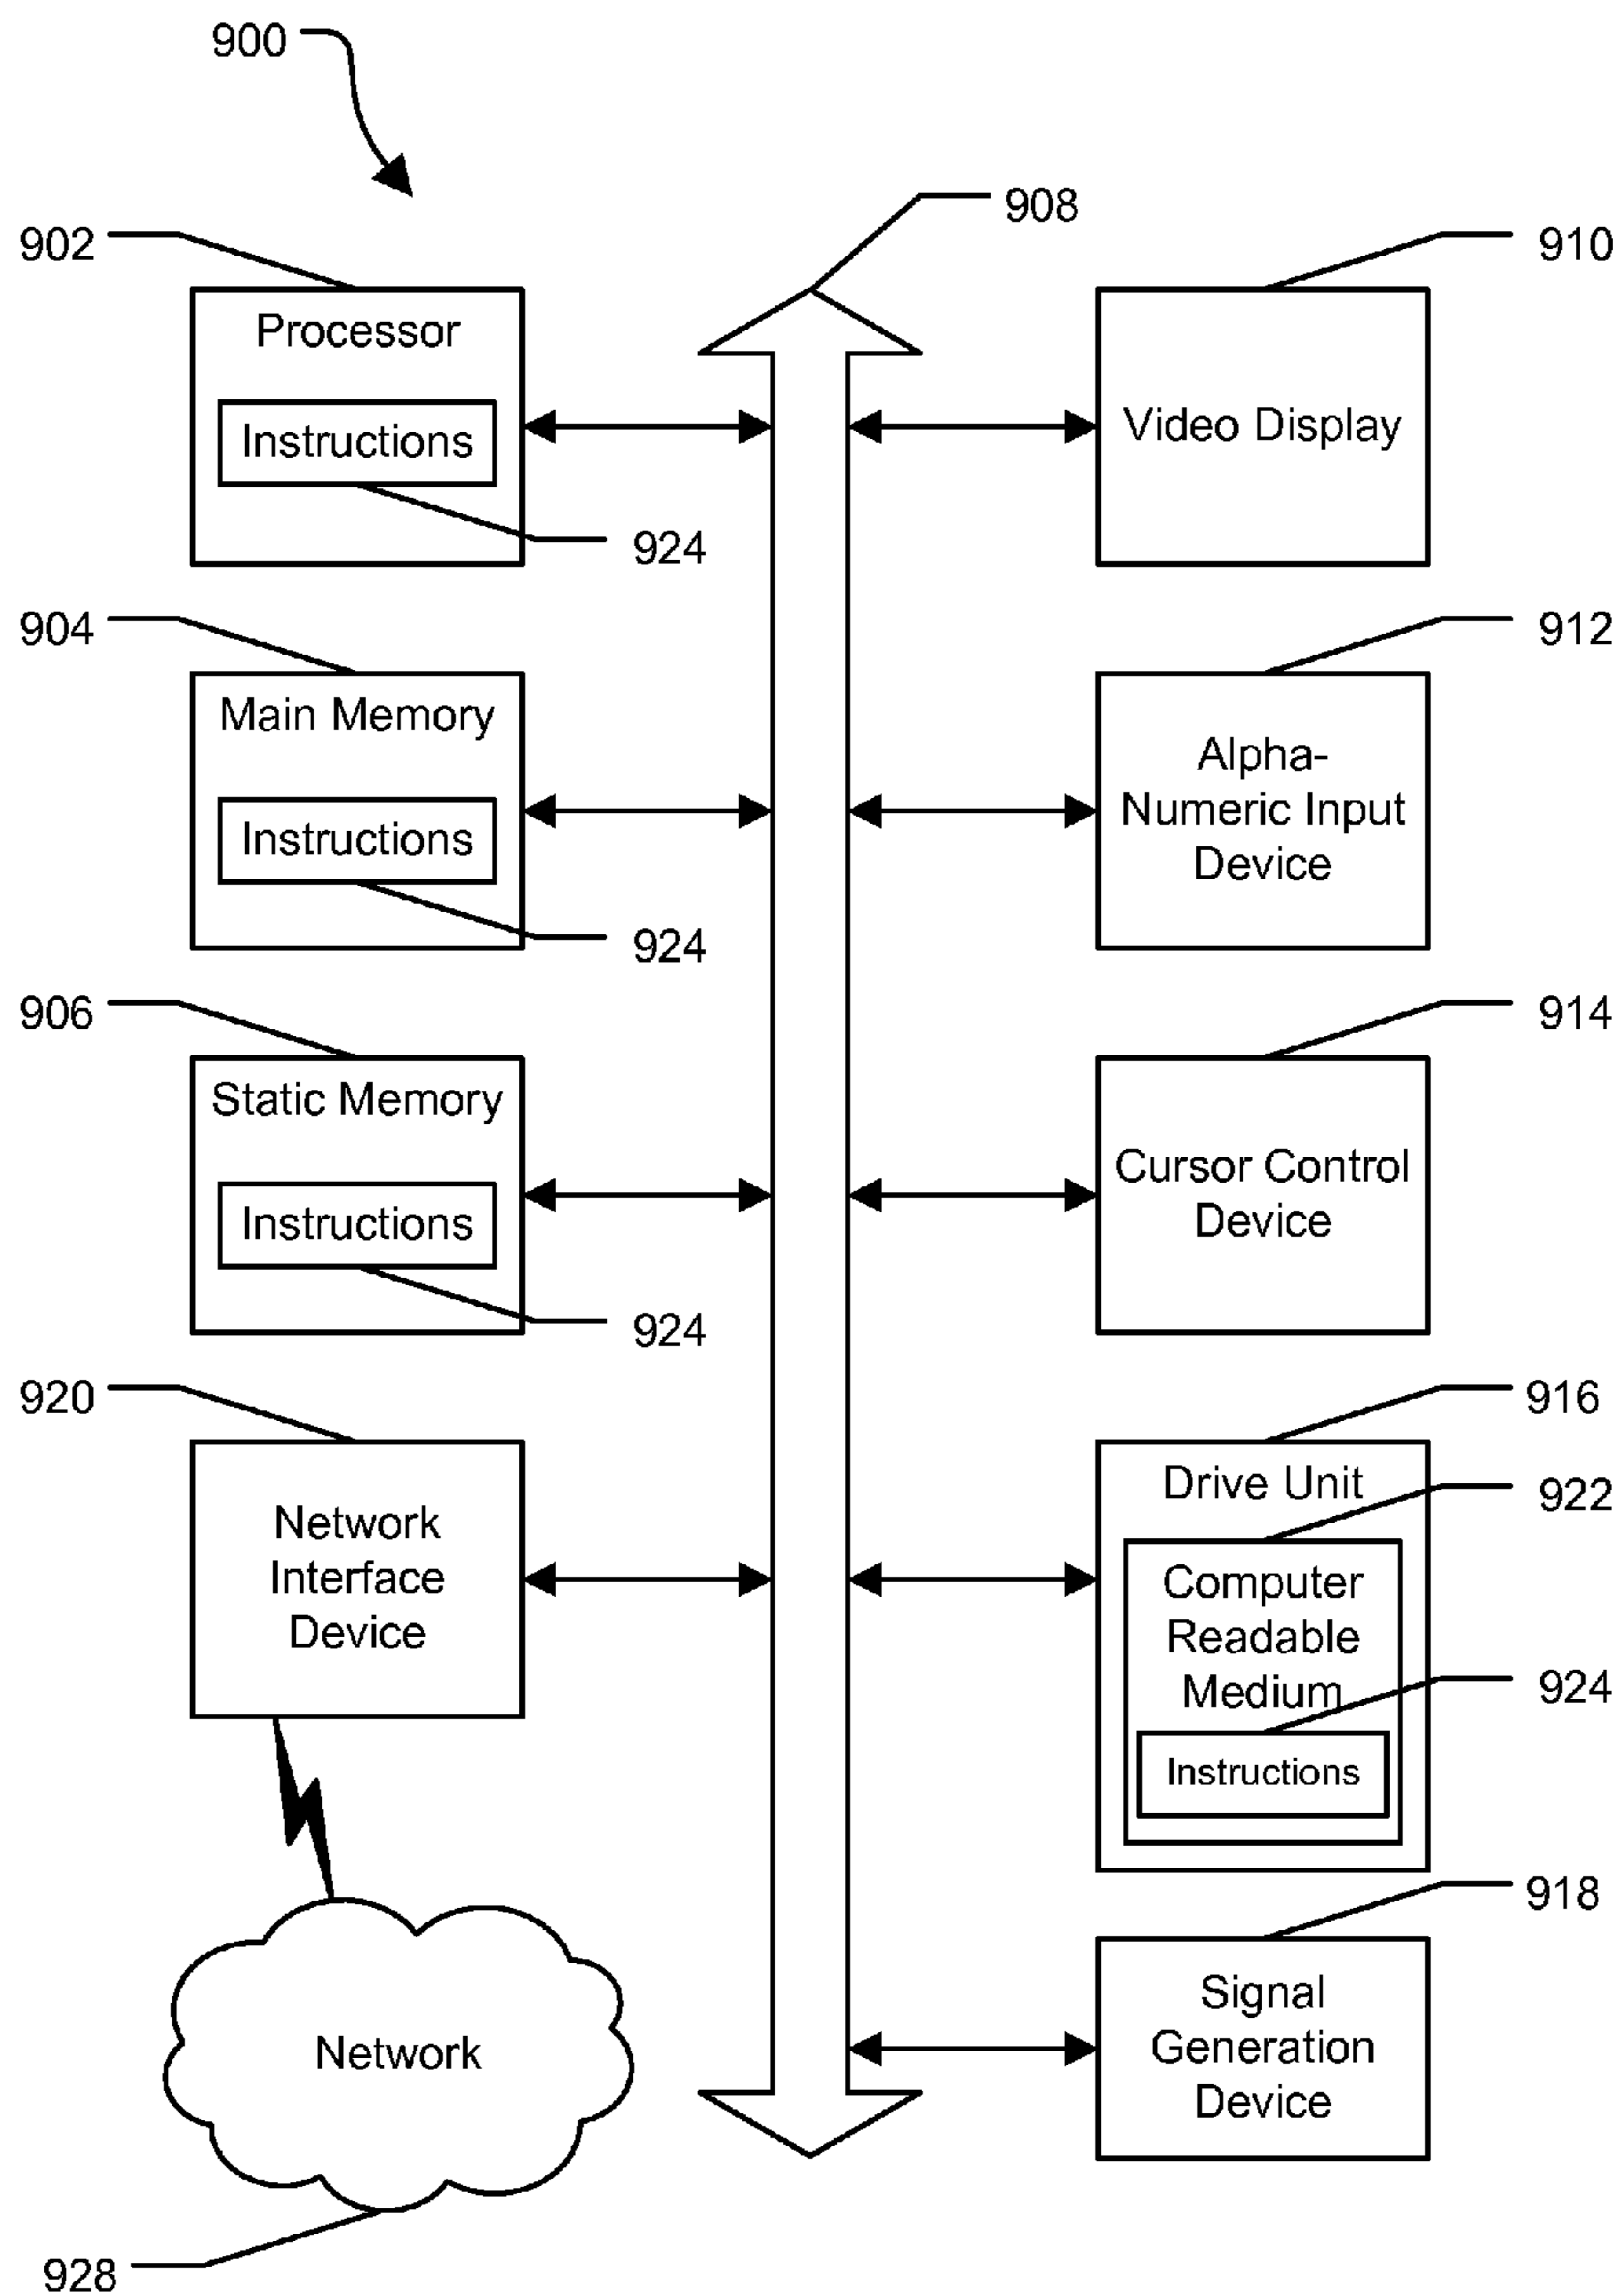 900
908
902
910
Processor
Instructions
Video Display
924
904
912
Main Memory
Instructions
Alpha-
Numeric Input
Device
924
906
914
Static Memory
Instructions
Cursor Control
Device
924
920
916
Network
Interface
Device
Drive Unit
922
Computer
Readable
Medium
924
Instructions
918
Signal
Generation
Device
Network
928